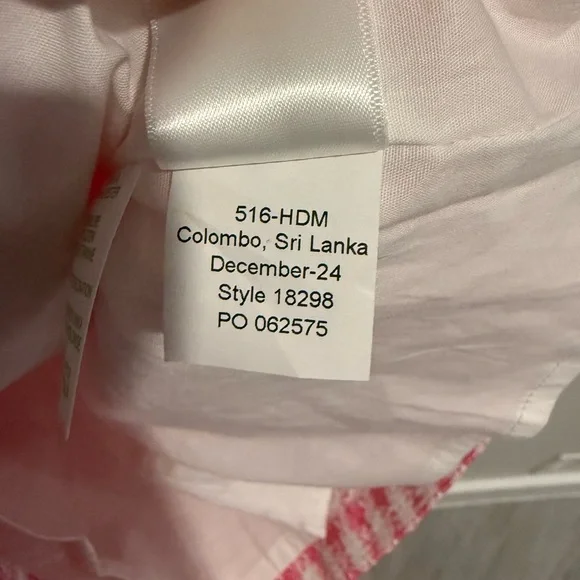 516-HDM
Colombo, Sri Lanka
December-24
Style 18298
PO 062575